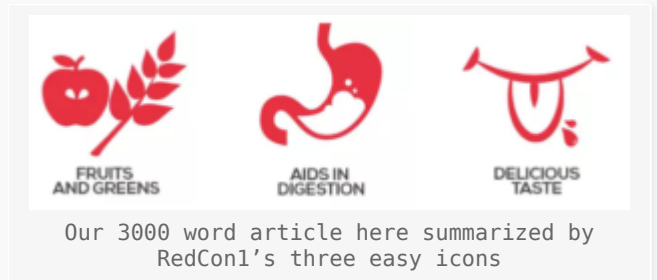 FRUITS
AND GREENS
AIDS IN
DIGESTION
DELICIOUS
TASTE
Our 3000 word article here summarized by
RedCon1’s three easy icons